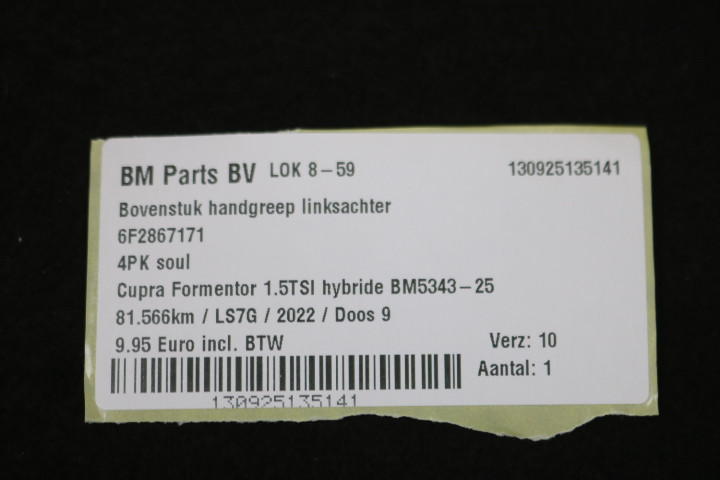 BM Parts BV LOK 8-59 130925135141
Bovenstuk handgreep linksachter
6F2867171
4PK soul
Cupra Formentor 1.5TSI hybride BM5343-25
81.566km / LS7G / 2022 / Doos 9
9.95 Euro incl. BTW Verz: 10
Aantal: 1
130925135141